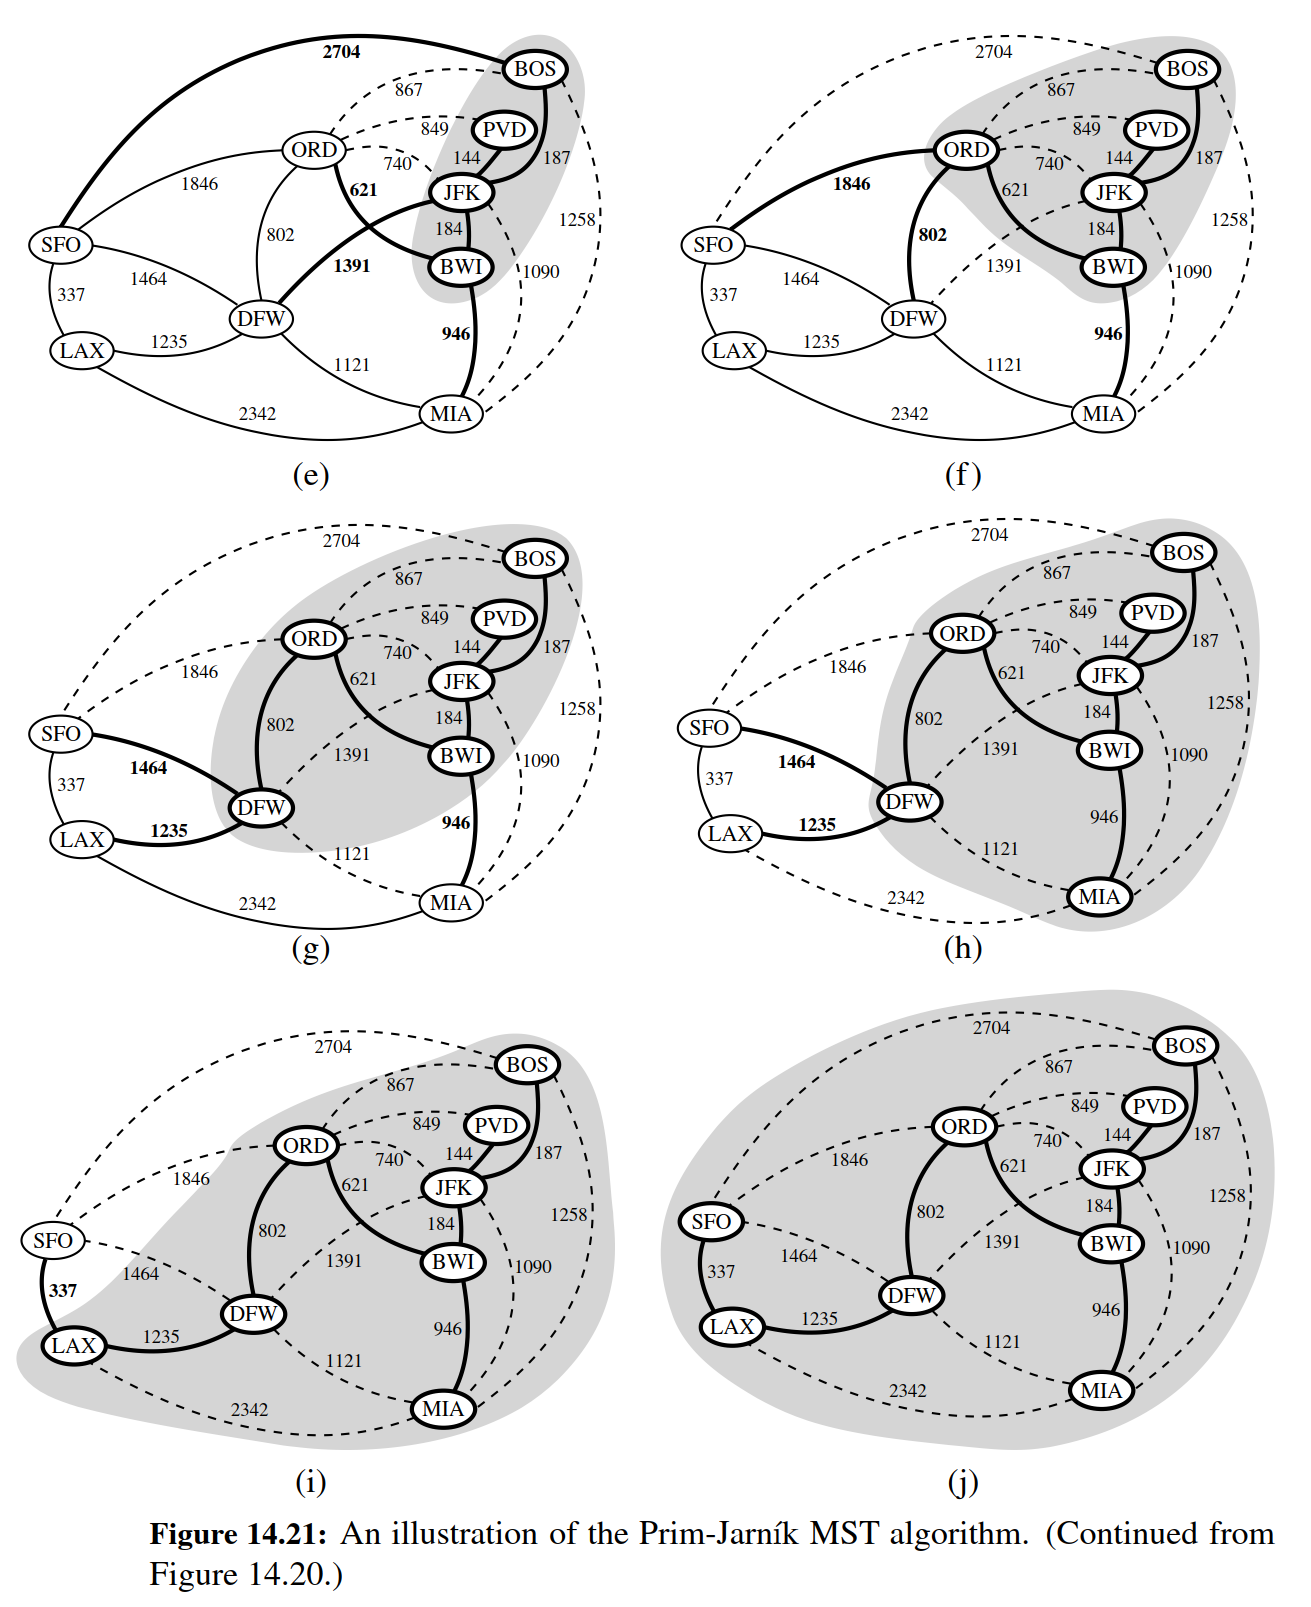 2704
BOS
867
849
PVD
ORD
740
144
187
1846
621
JFK
SFO
802
184
1258
1464
1391
BWI
1090
337
DFW
LAX
1235
946
1121
2342
MIA
(e)
2704
BOS
867
849
PVD
ORD
740
144
187
1846
621
JFK
SFO
802
184
1258
1464
1391
BWI
1090
337
DFW
LAX
1235
946
1121
2342
MIA
(f)
2704
BOS
867
849
PVD
ORD
740
144
187
1846
621
JFK
SFO
802
184
1258
1464
1391
BWI
1090
337
DFW
LAX
1235
946
1121
2342
MIA
(g)
2704
BOS
867
849
PVD
ORD
740
144
187
1846
621
JFK
SFO
802
184
1258
1464
1391
BWI
1090
337
DFW
LAX
1235
946
1121
2342
MIA
(h)
2704
BOS
867
849
PVD
ORD
740
144
187
1846
621
JFK
SFO
802
184
1258
1464
1391
BWI
1090
337
DFW
LAX
1235
946
1121
2342
MIA
(i)
2704
BOS
867
849
PVD
ORD
740
144
187
1846
621
JFK
SFO
802
184
1258
1464
1391
BWI
1090
337
DFW
LAX
1235
946
1121
2342
MIA
(j)
Figure 14.21: An illustration of the Prim-Jarník MST algorithm. (Continued from
Figure 14.20.)